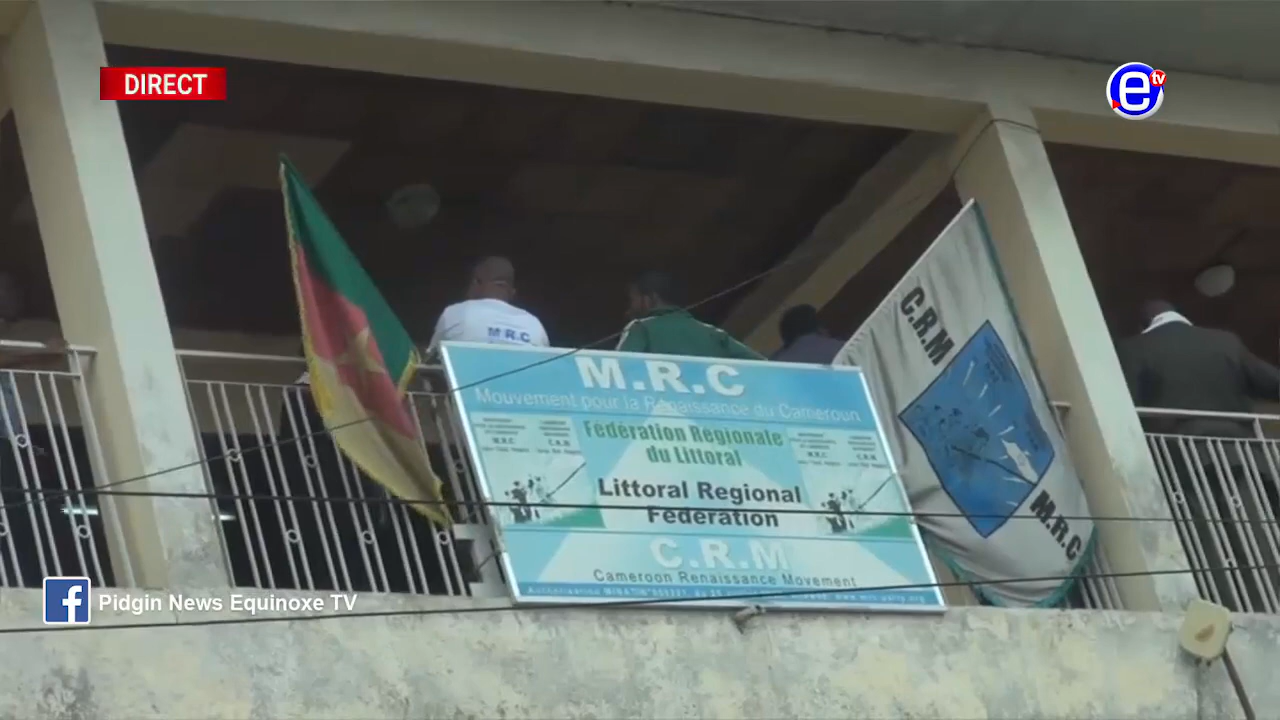 DIRECT
e tv
M.R.C
C.R.M
M.R.C
Mouvement pour la Renaissance du Cameroun
Fédération Régionale
du Littoral
Littoral Regional
Federation
M.R.C
C.R.M
C.R.M
Cameroon Renaissance Movement
M.R.C
Pidgin News Equinoxe TV